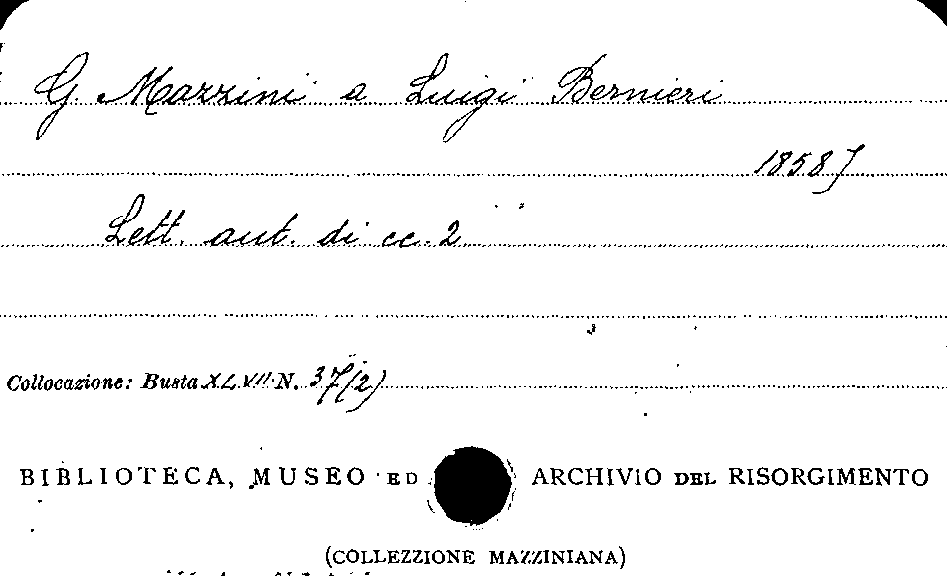 G. Mazzini a Luigi Bernieri
1858]
Lett. aut. di cc. 2
Collocazione: Busta XLVII N. 37(2)
BIBLIOTECA, MUSEO ED ARCHIVIO DEL RISORGIMENTO
(COLLEZZIONE MAZZINIANA)